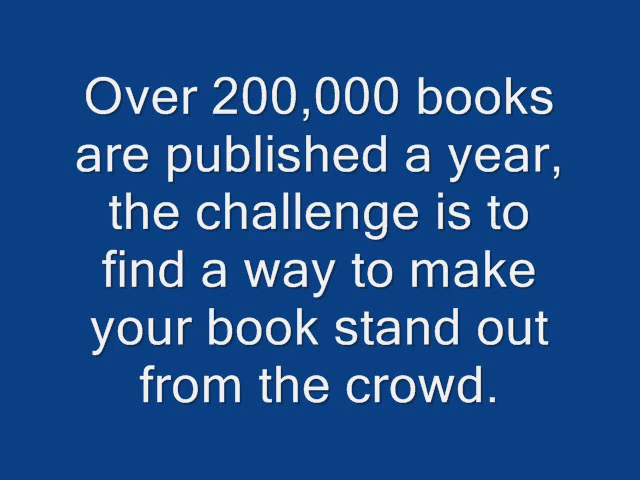 Over 200,000 books
are published a year,
the challenge is to
find a way to make
your book stand out
from the crowd.